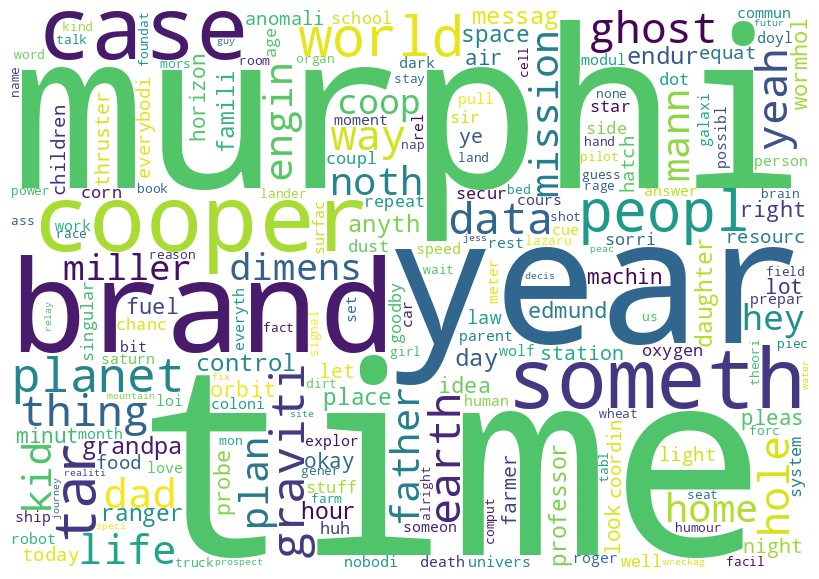 case
world
messag
ghost
commun
kind
talk
foundat
futur
guy
school
anomali
space
endur
equat
doyl
word
mors
room
organ
dark
stay
air
cell
modul
murphi
yeah
wormhol
name
horizon
famili
age
engin
coop
pull
sir
star
dot
none
galaxi
possibl
children
thruster
everybodi
moment
way
ye
mission
mann
side
hand
pilot
hatch
person
power
corn
book
coupl
nap
rel
land
guess
rage
answer
brain
ass
work
race
lander
noth
repeat
secur
bed
cours
shot
cue
lazaru
right
cooper
surfac
anyth
data
peopl
resourc
reason
dust
speed
jess
rest
peac
sorri
daughter
miller
dimens
wait
decis
machin
field
lot
brand
year
prepar
fuel
everyth
set
goodby
car
meter
edmund
law
us
hey
relay
singular
chanc
bit
fact
signal
girl
parent
day
wolf
station
oxygen
theori
piec
planet
saturn
control
let
someth
water
fix
orbit
dirt
place
idea
human
thing
mountain
loi
coloni
site
time
father
earth
wheat
tabl
pleas
forc
minut
month
mon
graviti
explor
farmer
look
coordin
light
system
kid
grandpa
plan
okay
professor
home
hole
tar
realiti
food
love
probe
gener
stuff
alright
seat
dad
ranger
hour
farm
humour
ship
journey
speci
huh
someon
comput
night
robot
today
life
truck
prospect
nobodi
death
univers
roger
well
wreckag
facil